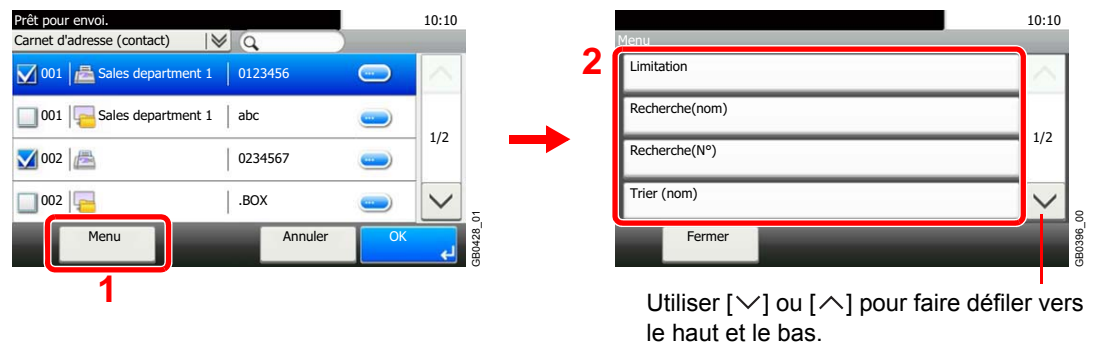 Prêt pour envoi. 10:10
Carnet d'adresse (contact)
001 Sales department 1 0123456
001 Sales department 1 abc
1/2
002 0234567
002 .BOX
Menu Annuler OK
1
GB0428_01
10:10
Menu
2
Limitation
Recherche(nom)
1/2
Recherche(N°)
Trier (nom)
Fermer
GB0396_00
Utiliser [∨] ou [∧] pour faire défiler vers
le haut et le bas.